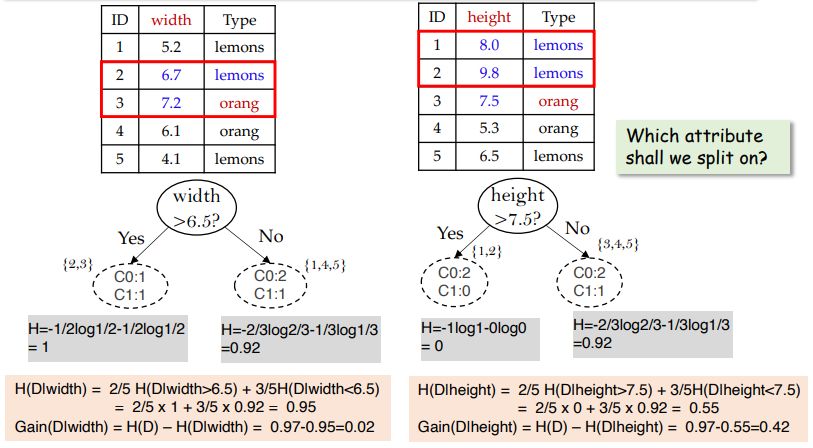 ID width Type
1 5.2 lemons
2 6.7 lemons
3 7.2 orang
4 6.1 orang
5 4.1 lemons
width
>6.5?
Yes
No
{2,3}
C0:1
C1:1
{1,4,5}
C0:2
C1:1
H=-1/2log1/2-1/2log1/2
= 1
H=-2/3log2/3-1/3log1/3
=0.92
H(D|width) = 2/5 H(D|width>6.5) + 3/5H(D|width<6.5)
= 2/5 x 1 + 3/5 x 0.92 = 0.95
Gain(D|width) = H(D) – H(D|width) = 0.97-0.95=0.02
ID height Type
1 8.0 lemons
2 9.8 lemons
3 7.5 orang
4 5.3 orang
5 6.5 lemons
height
>7.5?
Yes
No
{1,2}
C0:2
C1:0
{3,4,5}
C0:2
C1:1
H=-1log1-0log0
= 0
H=-2/3log2/3-1/3log1/3
=0.92
H(D|height) = 2/5 H(D|height>7.5) + 3/5H(D|height<7.5)
= 2/5 x 0 + 3/5 x 0.92 = 0.55
Gain(D|height) = H(D) – H(D|height) = 0.97-0.55=0.42
Which attribute
shall we split on?